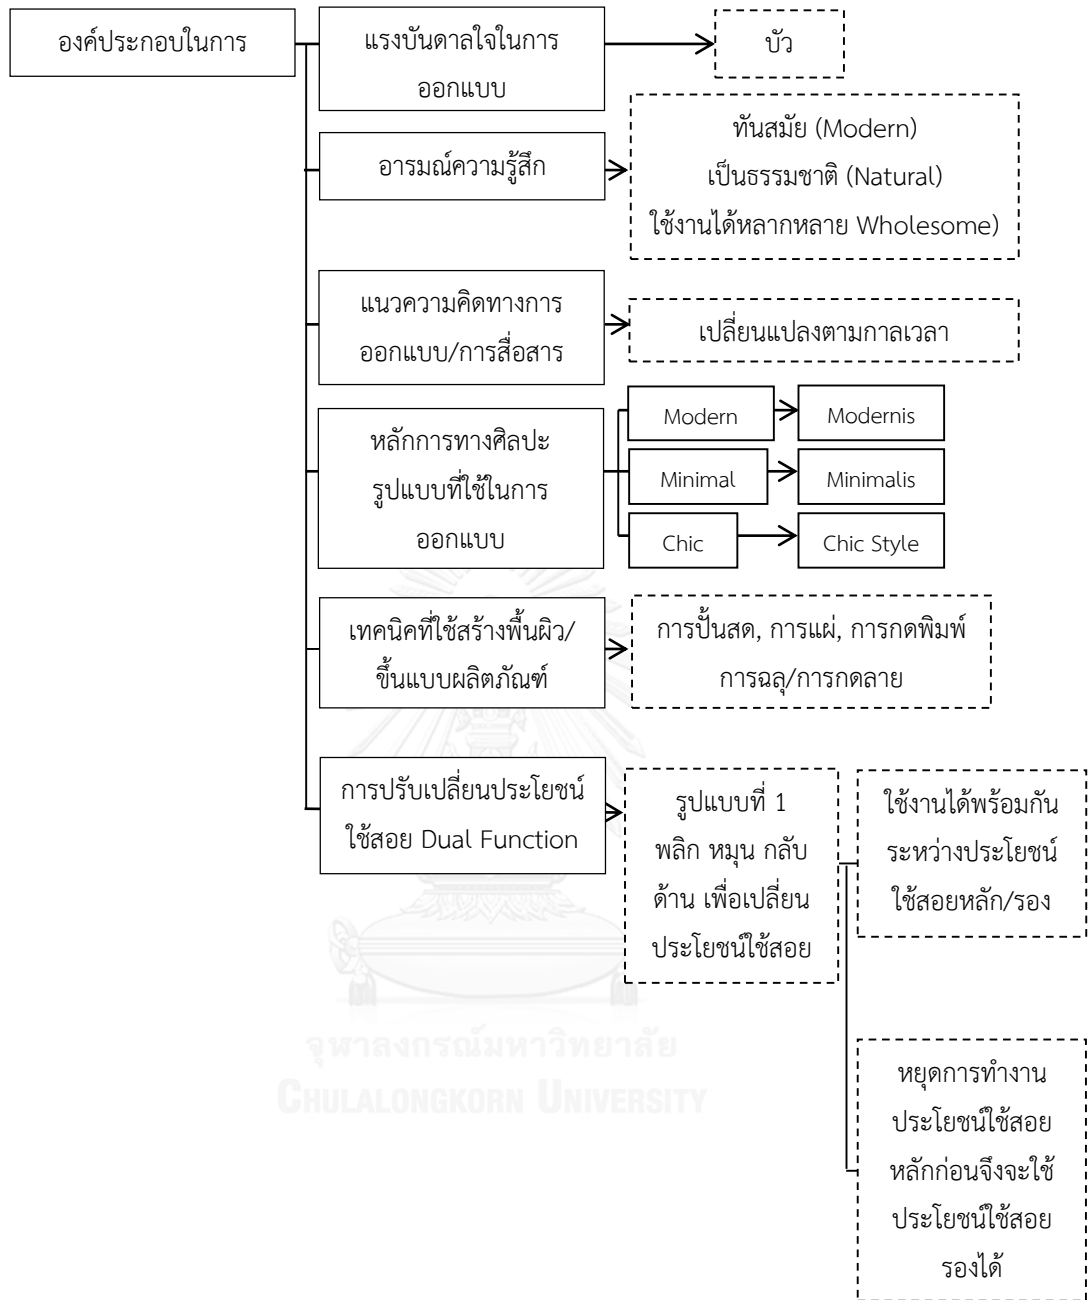 องค์ประกอบในการ
แรงบันดาลใจในการ
ออกแบบ
บัว
อารมณ์ความรู้สึก
ทันสมัย (Modern)
เป็นธรรมชาติ (Natural)
ใช้งานได้หลากหลาย Wholesome)
แนวความคิดทางการ
ออกแบบ/การสื่อสาร
เปลี่ยนแปลงตามกาลเวลา
หลักการทางศิลปะ
รูปแบบที่ใช้ในการ
ออกแบบ
Modern
Modernis
Minimal
Minimalis
Chic
Chic Style
เทคนิคที่ใช้สร้างพื้นผิว/
ขึ้นแบบผลิตภัณฑ์
การปั้นสด, การแผ่, การกดพิมพ์
การฉลุ/การกดลาย
การปรับเปลี่ยนประโยชน์
ใช้สอย Dual Function
รูปแบบที่ 1
พลิก หมุน กลับ
ด้าน เพื่อเปลี่ยน
ประโยชน์ใช้สอย
ใช้งานได้พร้อมกัน
ระหว่างประโยชน์
ใช้สอยหลัก/รอง
หยุดการทำงาน
ประโยชน์ใช้สอย
หลักก่อนจึงจะใช้
ประโยชน์ใช้สอย
รองได้
จุฬาลงกรณ์มหาวิทยาลัย
CHULALONGKORN UNIVERSITY